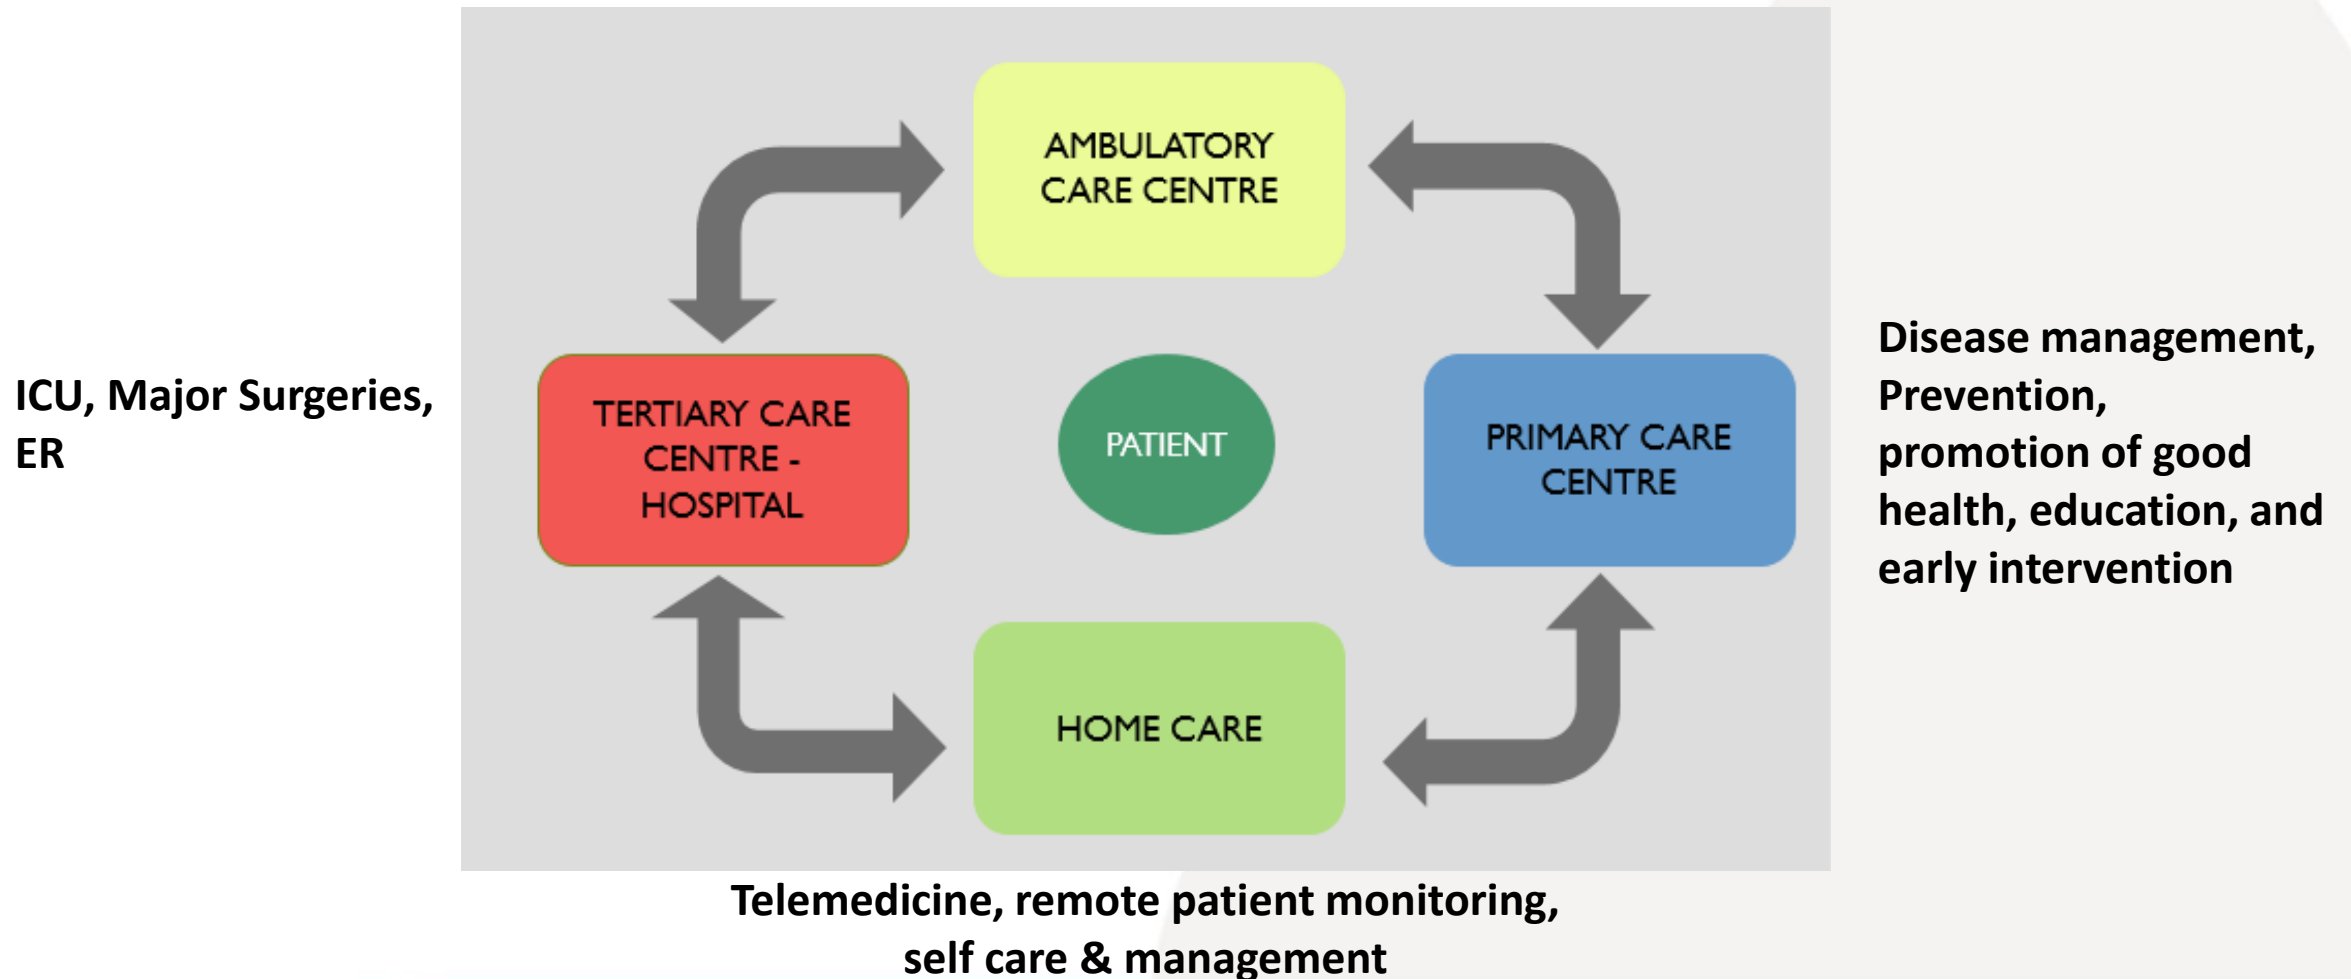 AMBULATORY
CARE CENTRE
ICU, Major Surgeries,
ER
TERTIARY CARE
CENTRE -
HOSPITAL
PATIENT
PRIMARY CARE
CENTRE
Disease management,
Prevention,
promotion of good
health, education, and
early intervention
HOME CARE
Telemedicine, remote patient monitoring,
self care & management